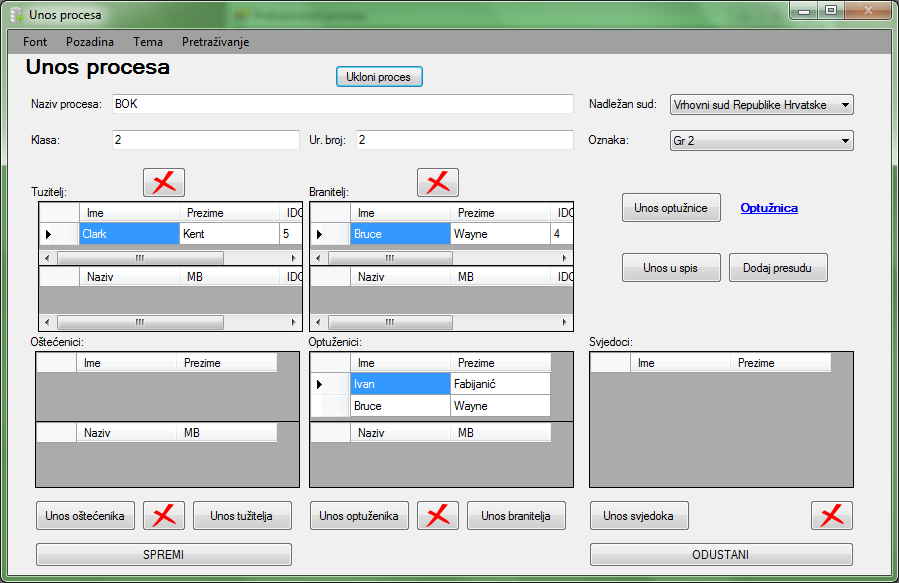 Unos procesa
Font Pozadina Tema Pretraživanje
Unos procesa
Ukloni proces
Naziv procesa: BOK Nadležan sud: Vrhovni sud Republike Hrvatske
Klasa: 2 Ur. broj: 2 Oznaka: Gr 2
Tuzitelj: Branitelj:
Ime Prezime Ime Prezime
Clark Kent 5 Bruce Wayne 4
Unos optužnice Optužnica
Naziv MB Naziv MB
Unos u spis Dodaj presudu
Oštećenici: Optuženici: Svjedoci:
Ime Prezime Ime Prezime Ime Prezime
Ivan Fabijanić
Bruce Wayne
Naziv MB Naziv MB
Unos oštećenika Unos tužitelja Unos optuženika Unos branitelja Unos svjedoka
SPREMI ODUSTANI